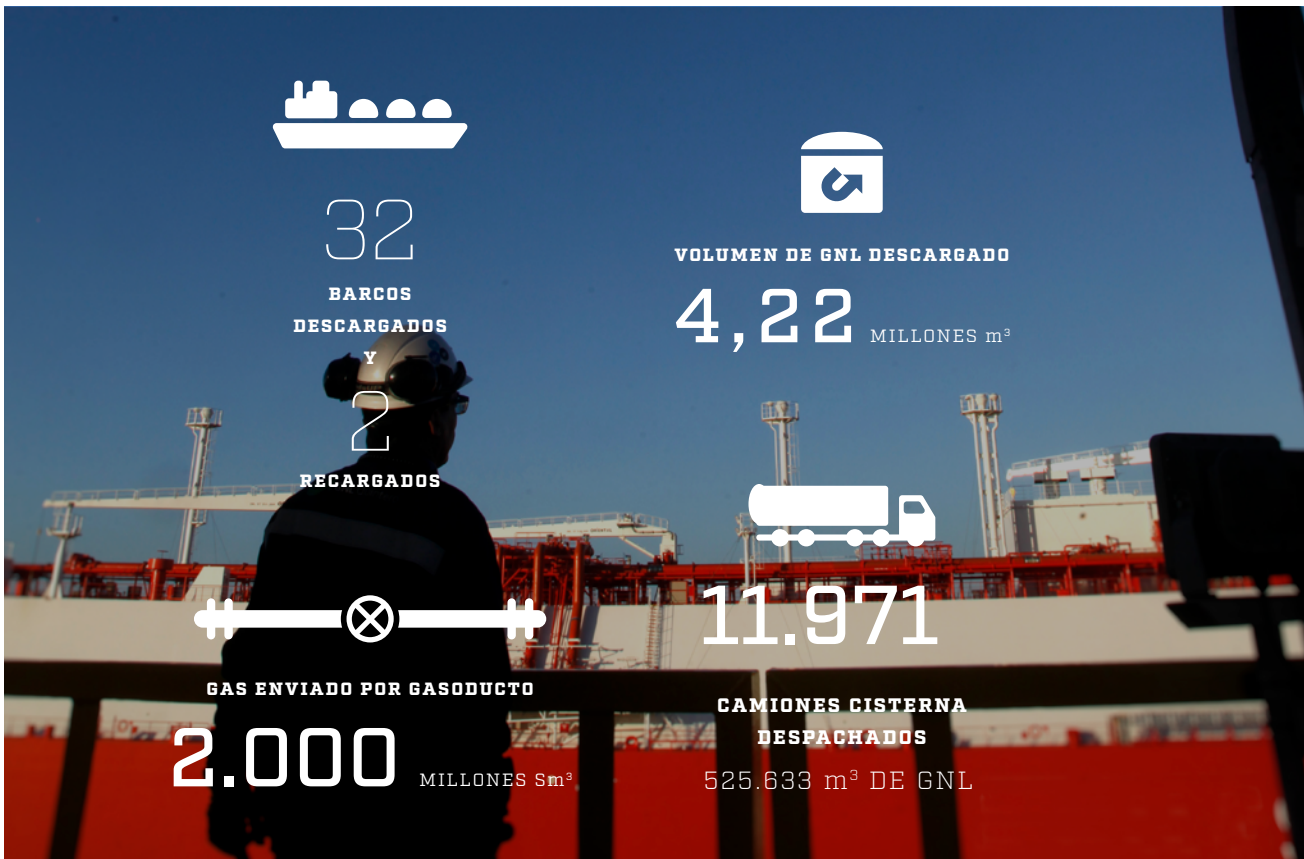 32
BARCOS
DESCARGADOS
Y
2
RECARGADOS
VOLUMEN DE GNL DESCARGADO
4,22 MILLONES m³
GAS ENVIADO POR GASODUCTO
2.000 MILLONES Sm³
11.971
CAMIONES CISTERNA
DESPACHADOS
525.633 m³ DE GNL